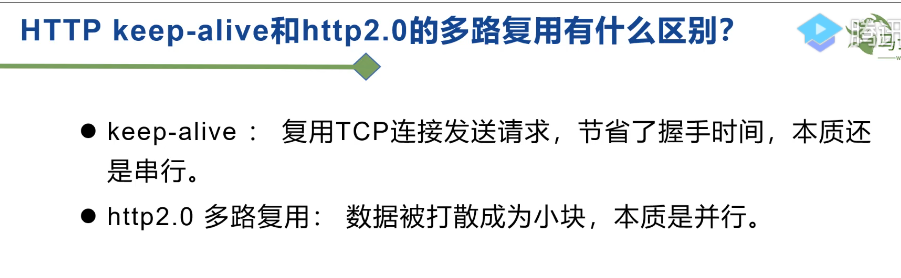 HTTP keep-alive和http2.0的多路复用有什么区别？
● keep-alive ： 复用TCP连接发送请求，节省了握手时间，本质还
是串行。
● http2.0 多路复用： 数据被打散成为小块，本质是并行。